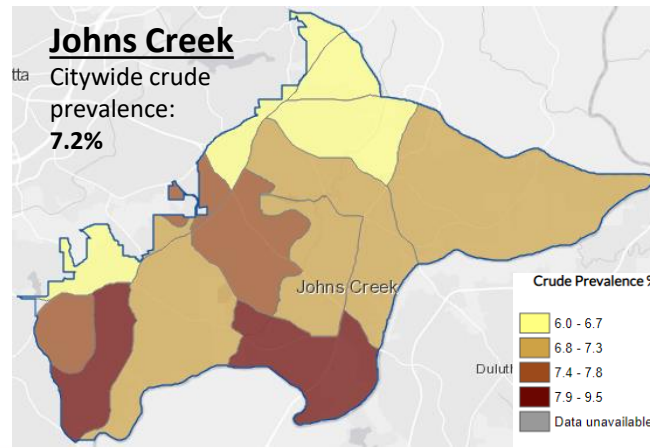 Johns Creek
Citywide crude
prevalence:
7.2%
tta
Johns Creek
Crude Prevalence %
6.0 - 6.7
6.8 - 7.3
7.4 - 7.8
7.9 - 9.5
Data unavailable